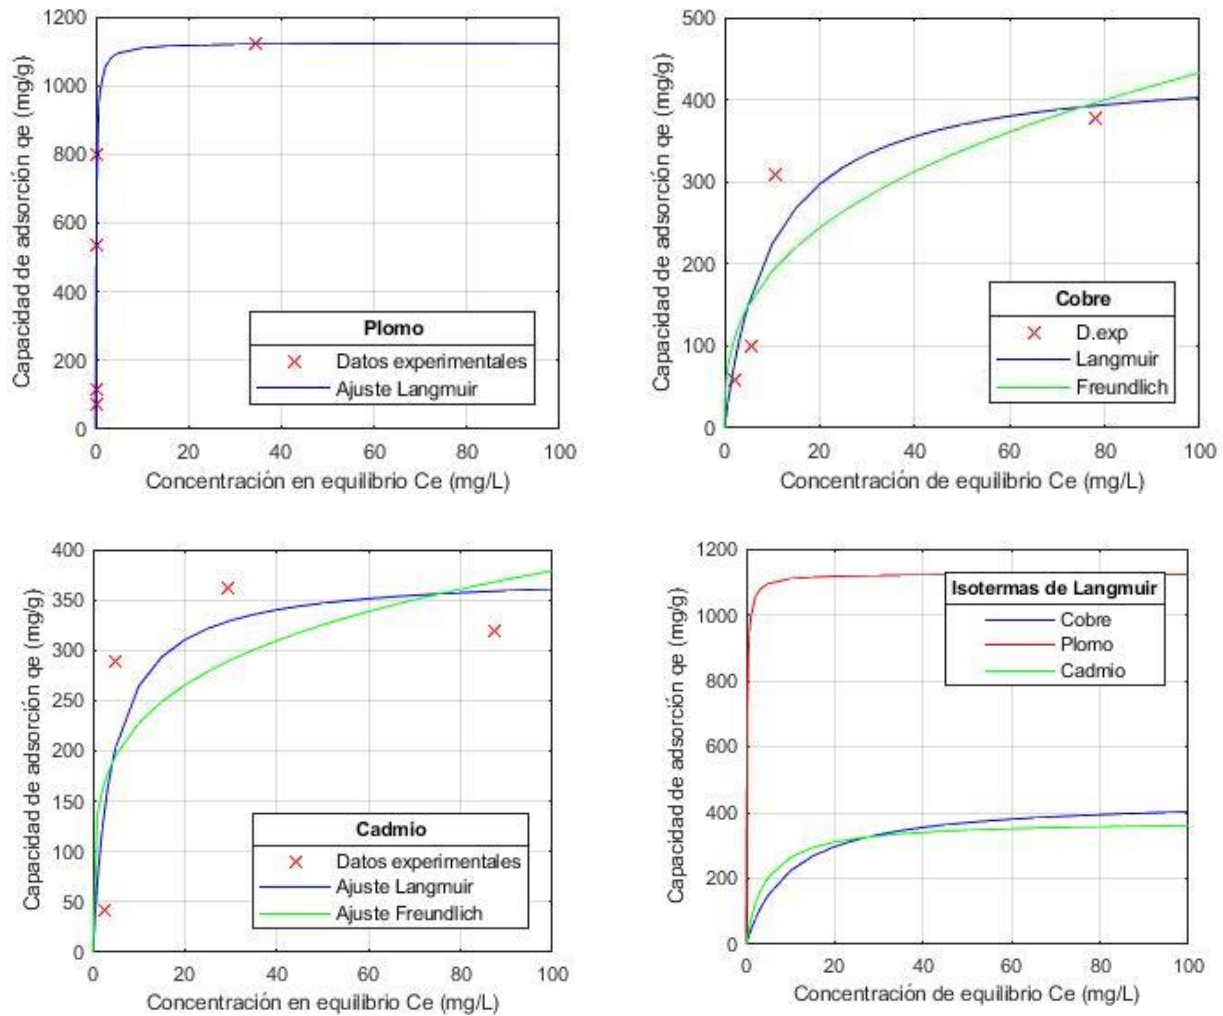 1200
1000
800
600
400
200
0
0 20 40 60 80 100
Capacidad de adsorción qe (mg/g)
Concentración en equilibrio Ce (mg/L)
Plomo
Datos experimentales
Ajuste Langmuir
500
400
300
200
100
0
0 20 40 60 80 100
Capacidad de adsorción qe (mg/g)
Concentración de equilibrio Ce (mg/L)
Cobre
D.exp
Langmuir
Freundlich
400
350
300
250
200
150
100
50
0
0 20 40 60 80 100
Capacidad de adsorción qe (mg/g)
Concentración en equilibrio Ce (mg/L)
Cadmio
Datos experimentales
Ajuste Langmuir
Ajuste Freundlich
1200
1000
800
600
400
200
0
0 20 40 60 80 100
Capacidad de adsorción qe (mg/g)
Concentración de equilibrio Ce (mg/L)
Isotermas de Langmuir
Cobre
Plomo
Cadmio